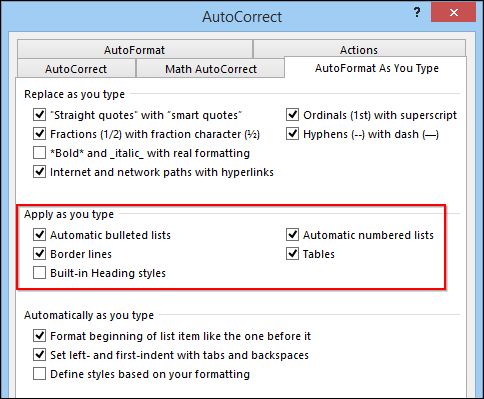 AutoCorrect
? ×
AutoFormat Actions
AutoCorrect Math AutoCorrect AutoFormat As You Type
Replace as you type
"Straight quotes" with “smart quotes” Ordinals (1st) with superscript
Fractions (1/2) with fraction character (½) Hyphens (--) with dash (—)
*Bold* and _italic_ with real formatting
Internet and network paths with hyperlinks
Apply as you type
Automatic bulleted lists Automatic numbered lists
Border lines Tables
Built-in Heading styles
Automatically as you type
Format beginning of list item like the one before it
Set left- and first-indent with tabs and backspaces
Define styles based on your formatting